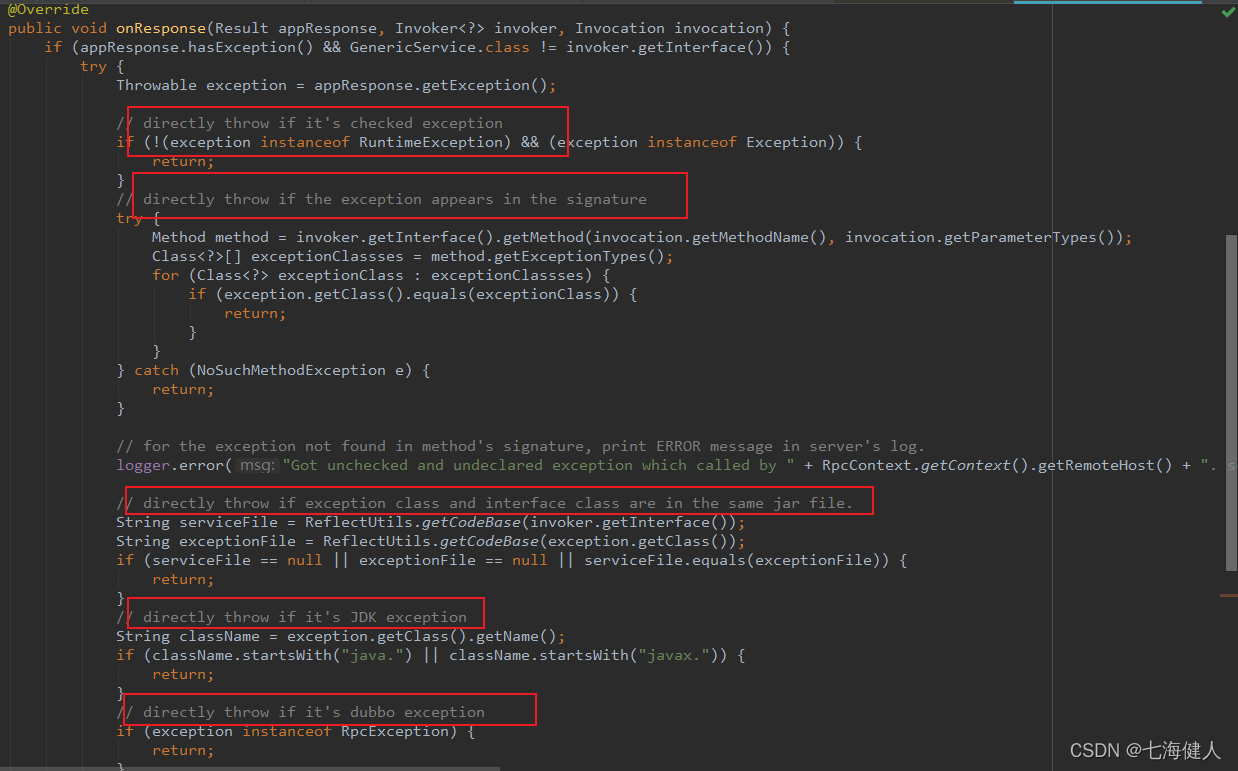 @Override
public void onResponse(Result appResponse, Invoker<?> invoker, Invocation invocation) {
if (appResponse.hasException() && GenericService.class != invoker.getInterface()) {
try {
Throwable exception = appResponse.getException();
// directly throw if it's checked exception
if (!(exception instanceof RuntimeException) && (exception instanceof Exception)) {
return;
}
// directly throw if the exception appears in the signature
try {
Method method = invoker.getInterface().getMethod(invocation.getMethodName(), invocation.getParameterTypes());
Class<?>[] exceptionClassses = method.getExceptionTypes();
for (Class<?> exceptionClass : exceptionClassses) {
if (exception.getClass().equals(exceptionClass)) {
return;
}
}
} catch (NoSuchMethodException e) {
return;
}
// for the exception not found in method's signature, print ERROR message in server's log.
logger.error( msg: "Got unchecked and undeclared exception which called by " + RpcContext.getContext().getRemoteHost() + ". s
// directly throw if exception class and interface class are in the same jar file.
String serviceFile = ReflectUtils.getCodeBase(invoker.getInterface());
String exceptionFile = ReflectUtils.getCodeBase(exception.getClass());
if (serviceFile == null || exceptionFile == null || serviceFile.equals(exceptionFile)) {
return;
}
// directly throw if it's JDK exception
String className = exception.getClass().getName();
if (className.startsWith("java.") || className.startsWith("javax.")) {
return;
}
// directly throw if it's dubbo exception
if (exception instanceof RpcException) {
return;
}
CSDN @七海健人